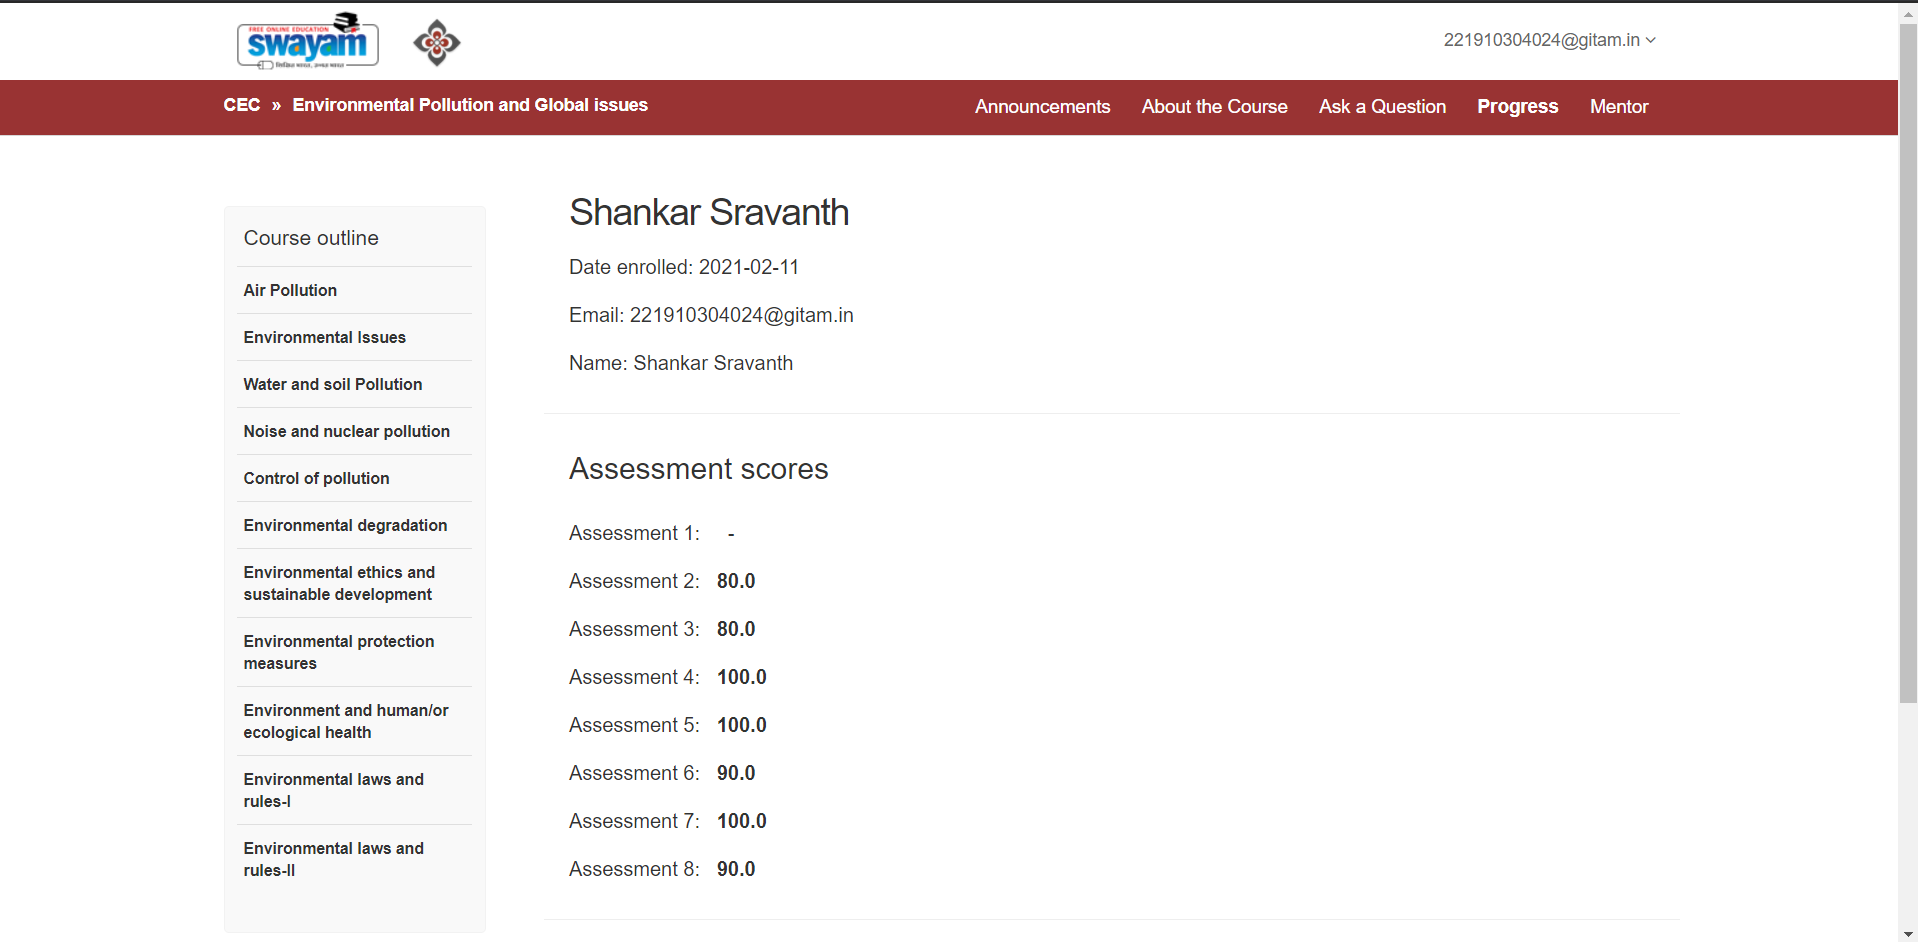 FREE ONLINE EDUCATION
swayam
221910304024@gitam.in
CEC » Environmental Pollution and Global issues
Announcements
About the Course
Ask a Question
Progress
Mentor
Course outline
Air Pollution
Environmental Issues
Water and soil Pollution
Noise and nuclear pollution
Control of pollution
Environmental degradation
Environmental ethics and
sustainable development
Environmental protection
measures
Environment and human/or
ecological health
Environmental laws and
rules-I
Environmental laws and
rules-II
Shankar Sravanth
Date enrolled: 2021-02-11
Email: 221910304024@gitam.in
Name: Shankar Sravanth
Assessment scores
Assessment 1: -
Assessment 2: 80.0
Assessment 3: 80.0
Assessment 4: 100.0
Assessment 5: 100.0
Assessment 6: 90.0
Assessment 7: 100.0
Assessment 8: 90.0